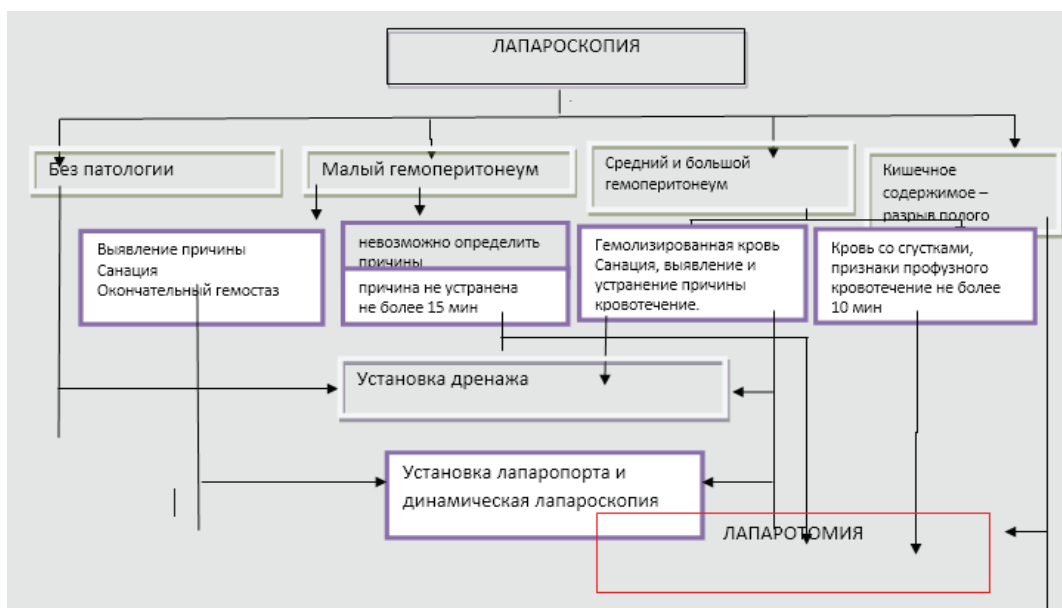 ЛАПАРОСКОПИЯ
Без патологии
Малый гемоперитонеум
Средний и большой
гемоперитонеум
Кишечное
содержимое –
разрыв полого
Выявление причины
Санация
Окончательный гемостаз
невозможно определить
причины
причина не устранена
не более 15 мин
Гемолизированная кровь
Санация, выявление и
устранение причины
кровотечение.
Кровь со сгустками,
признаки профузного
кровотечение не более
10 мин
Установка дренажа
Установка лапаропорта и
динамическая лапароскопия
ЛАПАРОТОМИЯ